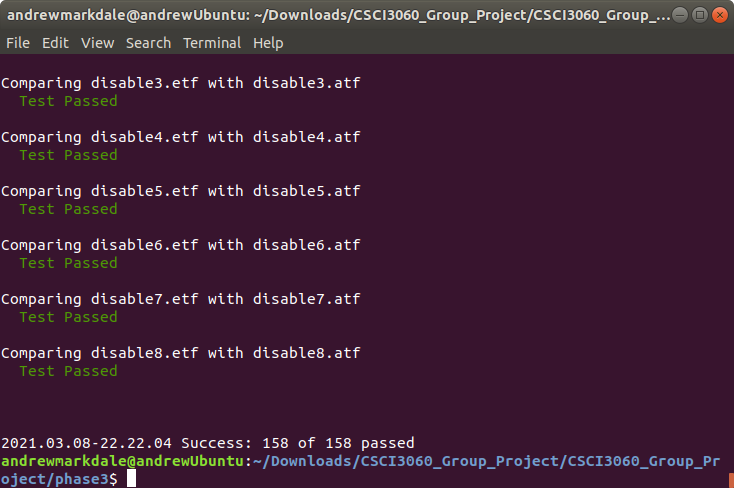 andrewmarkdale@andrewUbuntu: ~/Downloads/CSCI3060_Group_Project/CSCI3060_Group_...
File Edit View Search Terminal Help
Comparing disable3.etf with disable3.atf
Test Passed
Comparing disable4.etf with disable4.atf
Test Passed
Comparing disable5.etf with disable5.atf
Test Passed
Comparing disable6.etf with disable6.atf
Test Passed
Comparing disable7.etf with disable7.atf
Test Passed
Comparing disable8.etf with disable8.atf
Test Passed
2021.03.08-22.22.04 Success: 158 of 158 passed
andrewmarkdale@andrewUbuntu:~/Downloads/CSCI3060_Group_Project/CSCI3060_Group_Pr
oject/phase3$